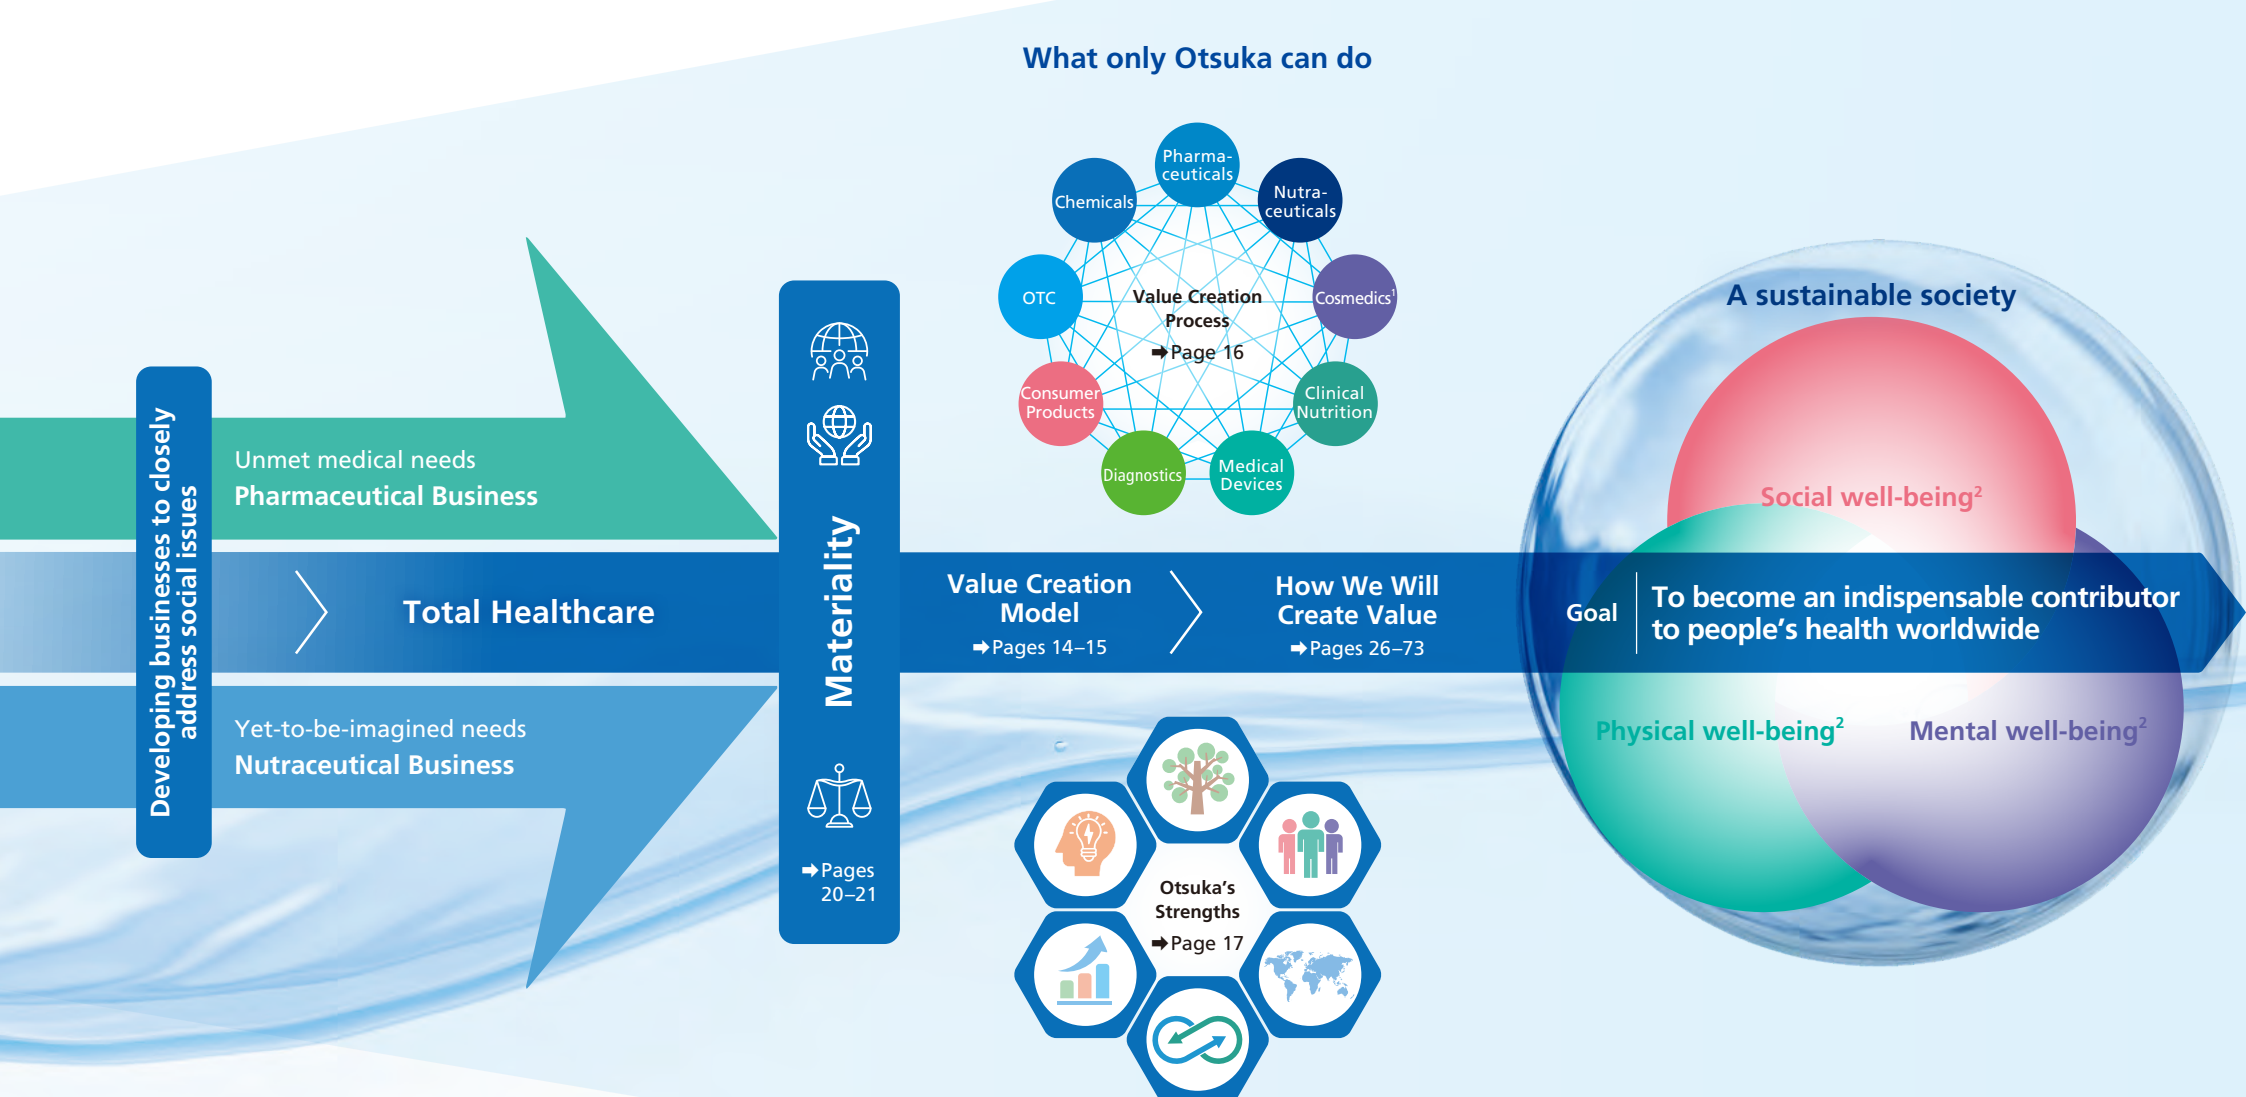 What only Otsuka can do
Developing businesses to closely
address social issues
Unmet medical needs
Pharmaceutical Business
Total Healthcare
Yet-to-be-imagined needs
Nutraceutical Business
Materiality
➡Pages
20–21
Pharma-
ceuticals
Nutra-
ceuticals
Cosmedics1
Clinical
Nutrition
Medical
Devices
Diagnostics
Consumer
Products
OTC
Chemicals
Value Creation
Process
➡Page 16
Value Creation
Model
➡Pages 14–15
How We Will
Create Value
➡Pages 26–73
Otsuka’s
Strengths
➡Page 17
A sustainable society
Social well-being2
Goal
To become an indispensable contributor
to people’s health worldwide
Physical well-being2
Mental well-being2